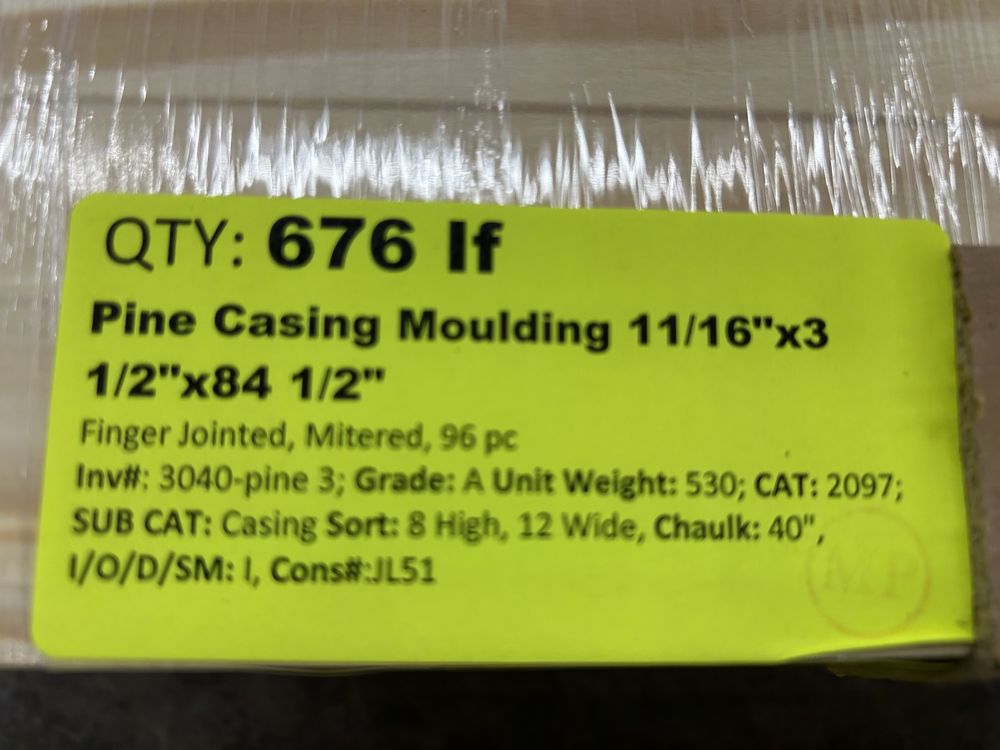 QTY: 676 lf
Pine Casing Moulding 11/16"x3
1/2"x84 1/2"
Finger Jointed, Mitered, 96 pc
Inv#: 3040-pine 3; Grade: A Unit Weight: 530; CAT: 2097;
SUB CAT: Casing Sort: 8 High, 12 Wide, Chaulk: 40",
I/O/D/SM: I, Cons#:JL51
MP